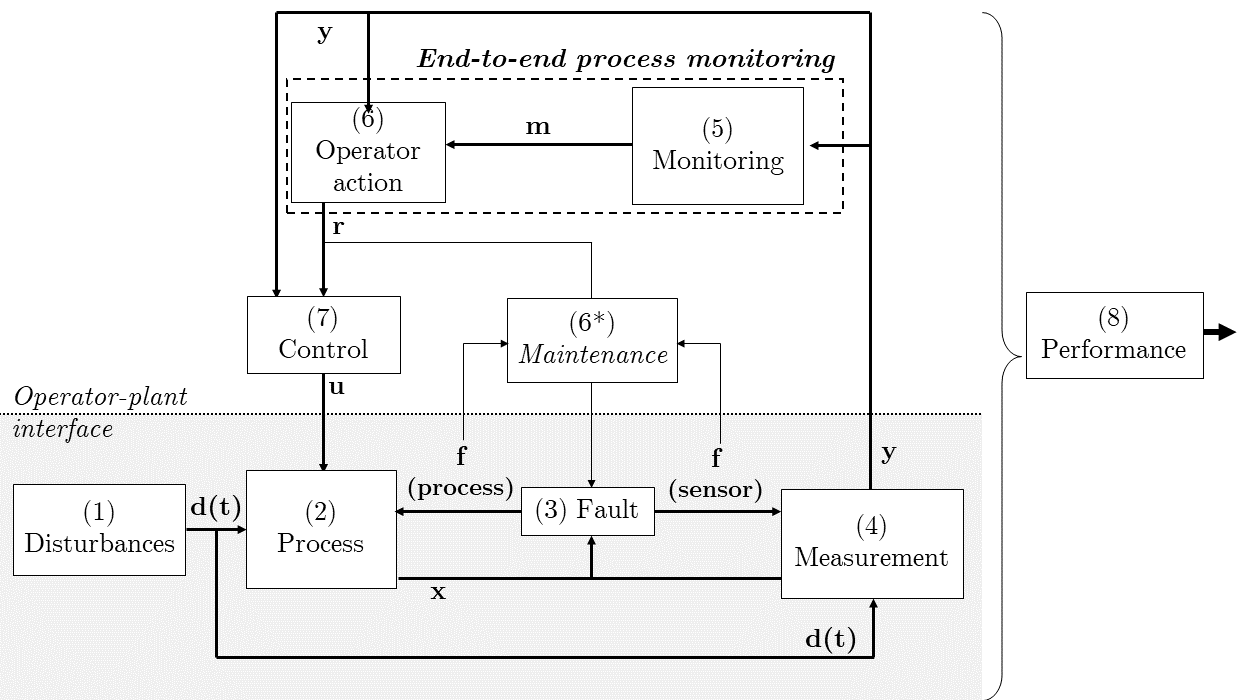 y
End-to-end process monitoring
(6)
Operator
action
m
(5)
Monitoring
r
(7)
Control
(6*)
Maintenance
(8)
Performance
u
Operator-plant
interface
f
(process)
f
(sensor)
y
(1)
Disturbances
d(t)
(2)
Process
(3) Fault
(4)
Measurement
x
d(t)